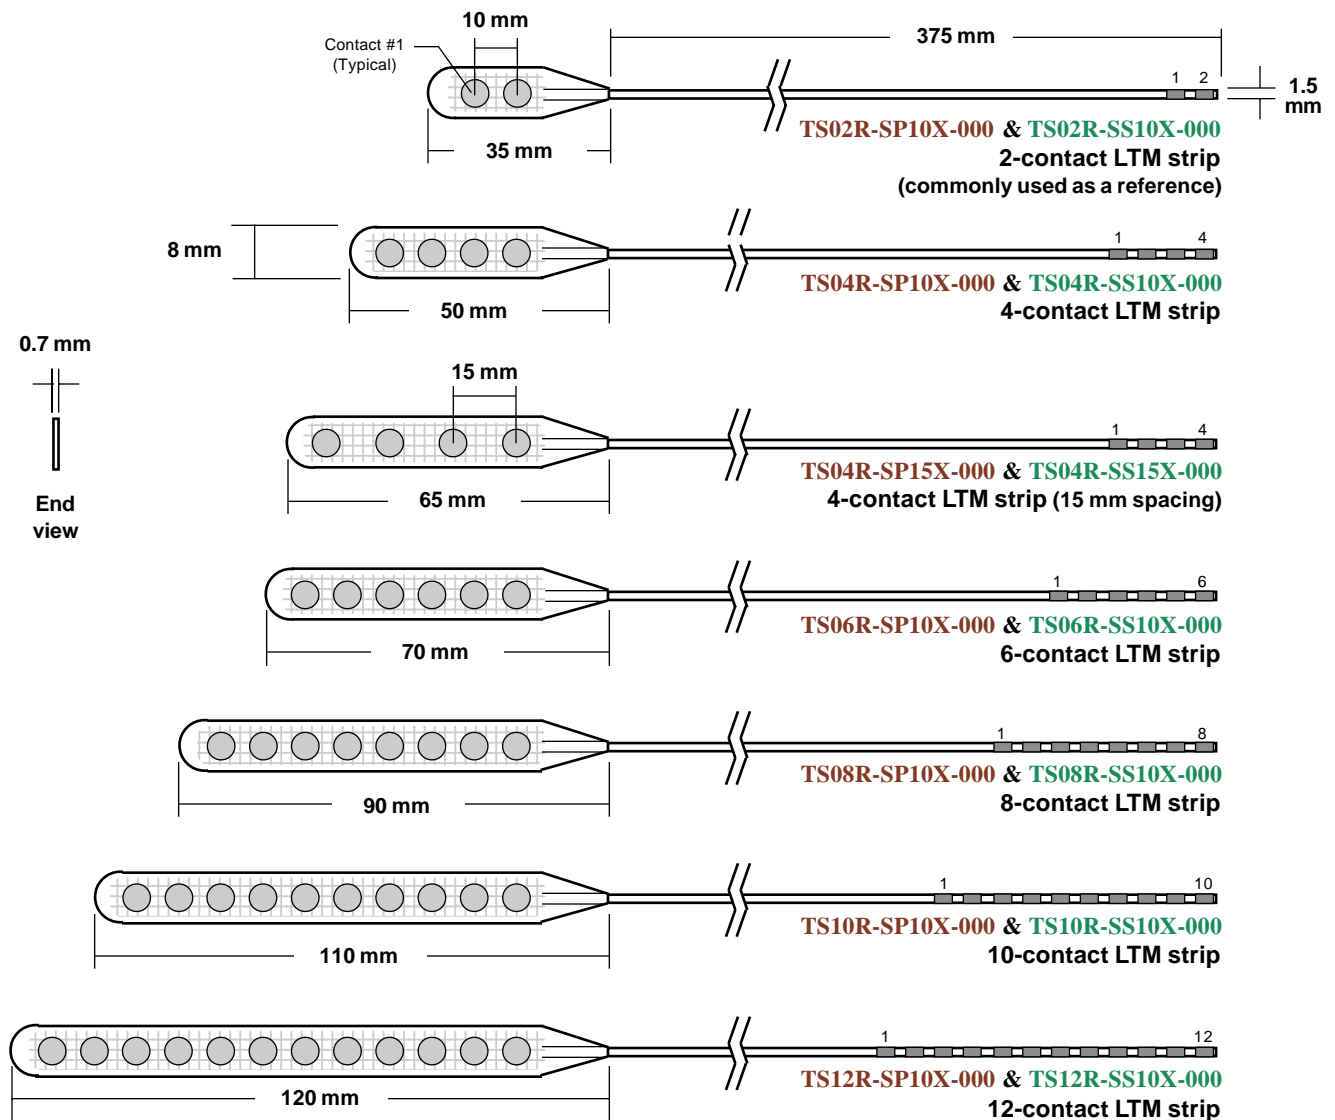 10 mm
Contact #1
(Typical)
375 mm
1 2
1.5
mm
TS02R-SP10X-000 & TS02R-SS10X-000
35 mm
2-contact LTM strip
(commonly used as a reference)
8 mm
1 4
TS04R-SP10X-000 & TS04R-SS10X-000
50 mm
4-contact LTM strip
0.7 mm
15 mm
1 4
End
view
TS04R-SP15X-000 & TS04R-SS15X-000
65 mm
4-contact LTM strip (15 mm spacing)
1 6
TS06R-SP10X-000 & TS06R-SS10X-000
70 mm
6-contact LTM strip
1 8
TS08R-SP10X-000 & TS08R-SS10X-000
90 mm
8-contact LTM strip
1 10
TS10R-SP10X-000 & TS10R-SS10X-000
110 mm
10-contact LTM strip
1 12
TS12R-SP10X-000 & TS12R-SS10X-000
120 mm
12-contact LTM strip